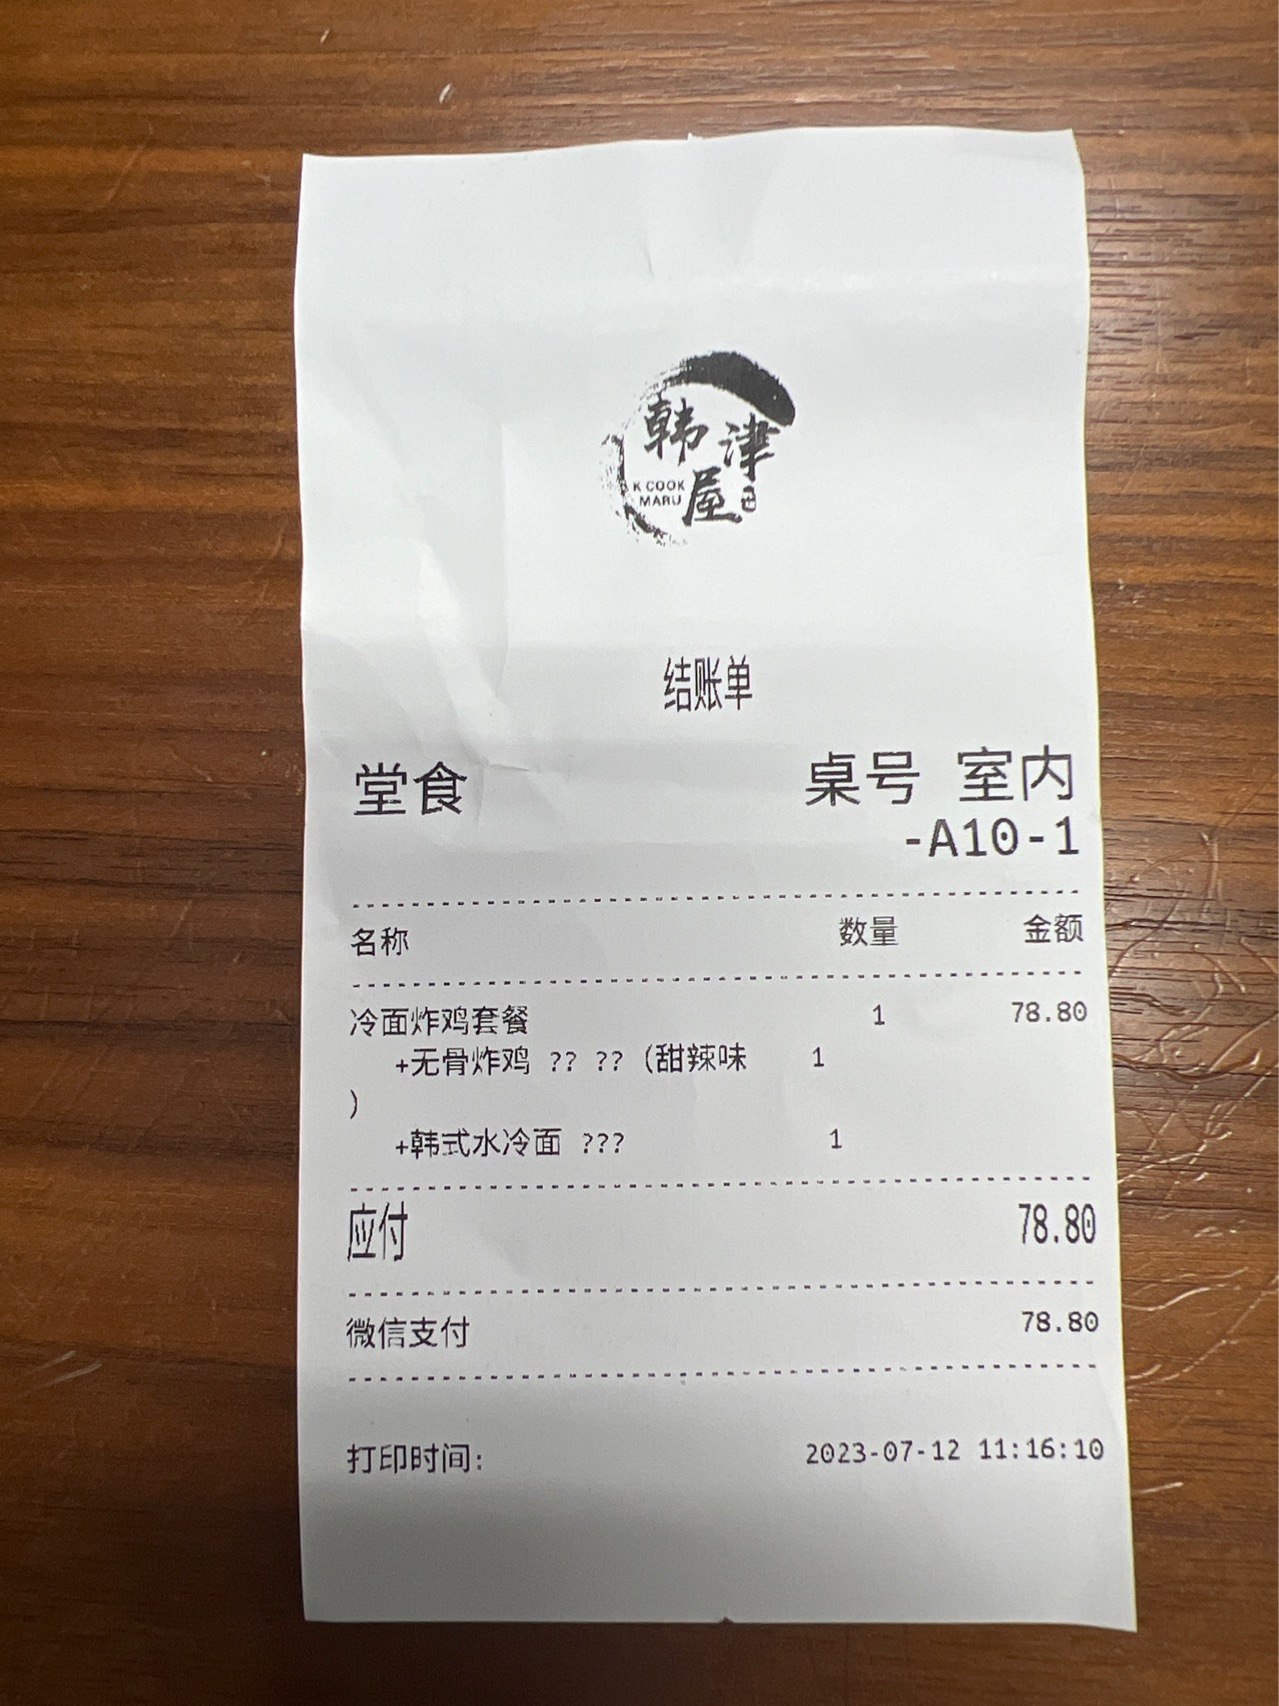 韩津屋
K COOK
MARU
结账单
堂食 桌号 室内
-A10-1
名称 数量 金额
冷面炸鸡套餐 1 78.80
+无骨炸鸡 ?? ??（甜辣味 1
）
+韩式水冷面 ??? 1
应付 78.80
微信支付 78.80
打印时间: 2023-07-12 11:16:10